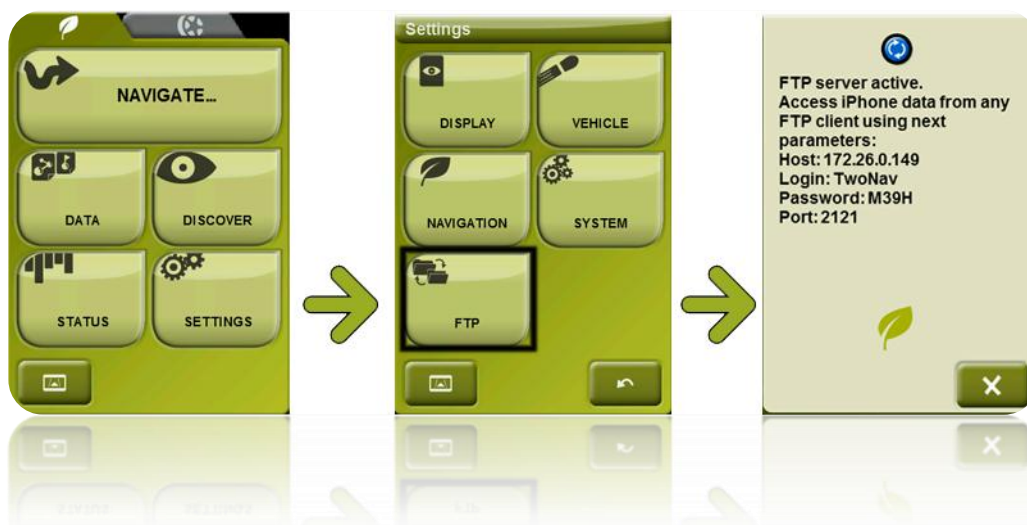 NAVIGATE...
DATA
DISCOVER
STATUS
SETTINGS
Settings
DISPLAY
VEHICLE
NAVIGATION
SYSTEM
FTP
FTP server active.
Access iPhone data from any
FTP client using next
parameters:
Host: 172.26.0.149
Login: TwoNav
Password: M39H
Port: 2121